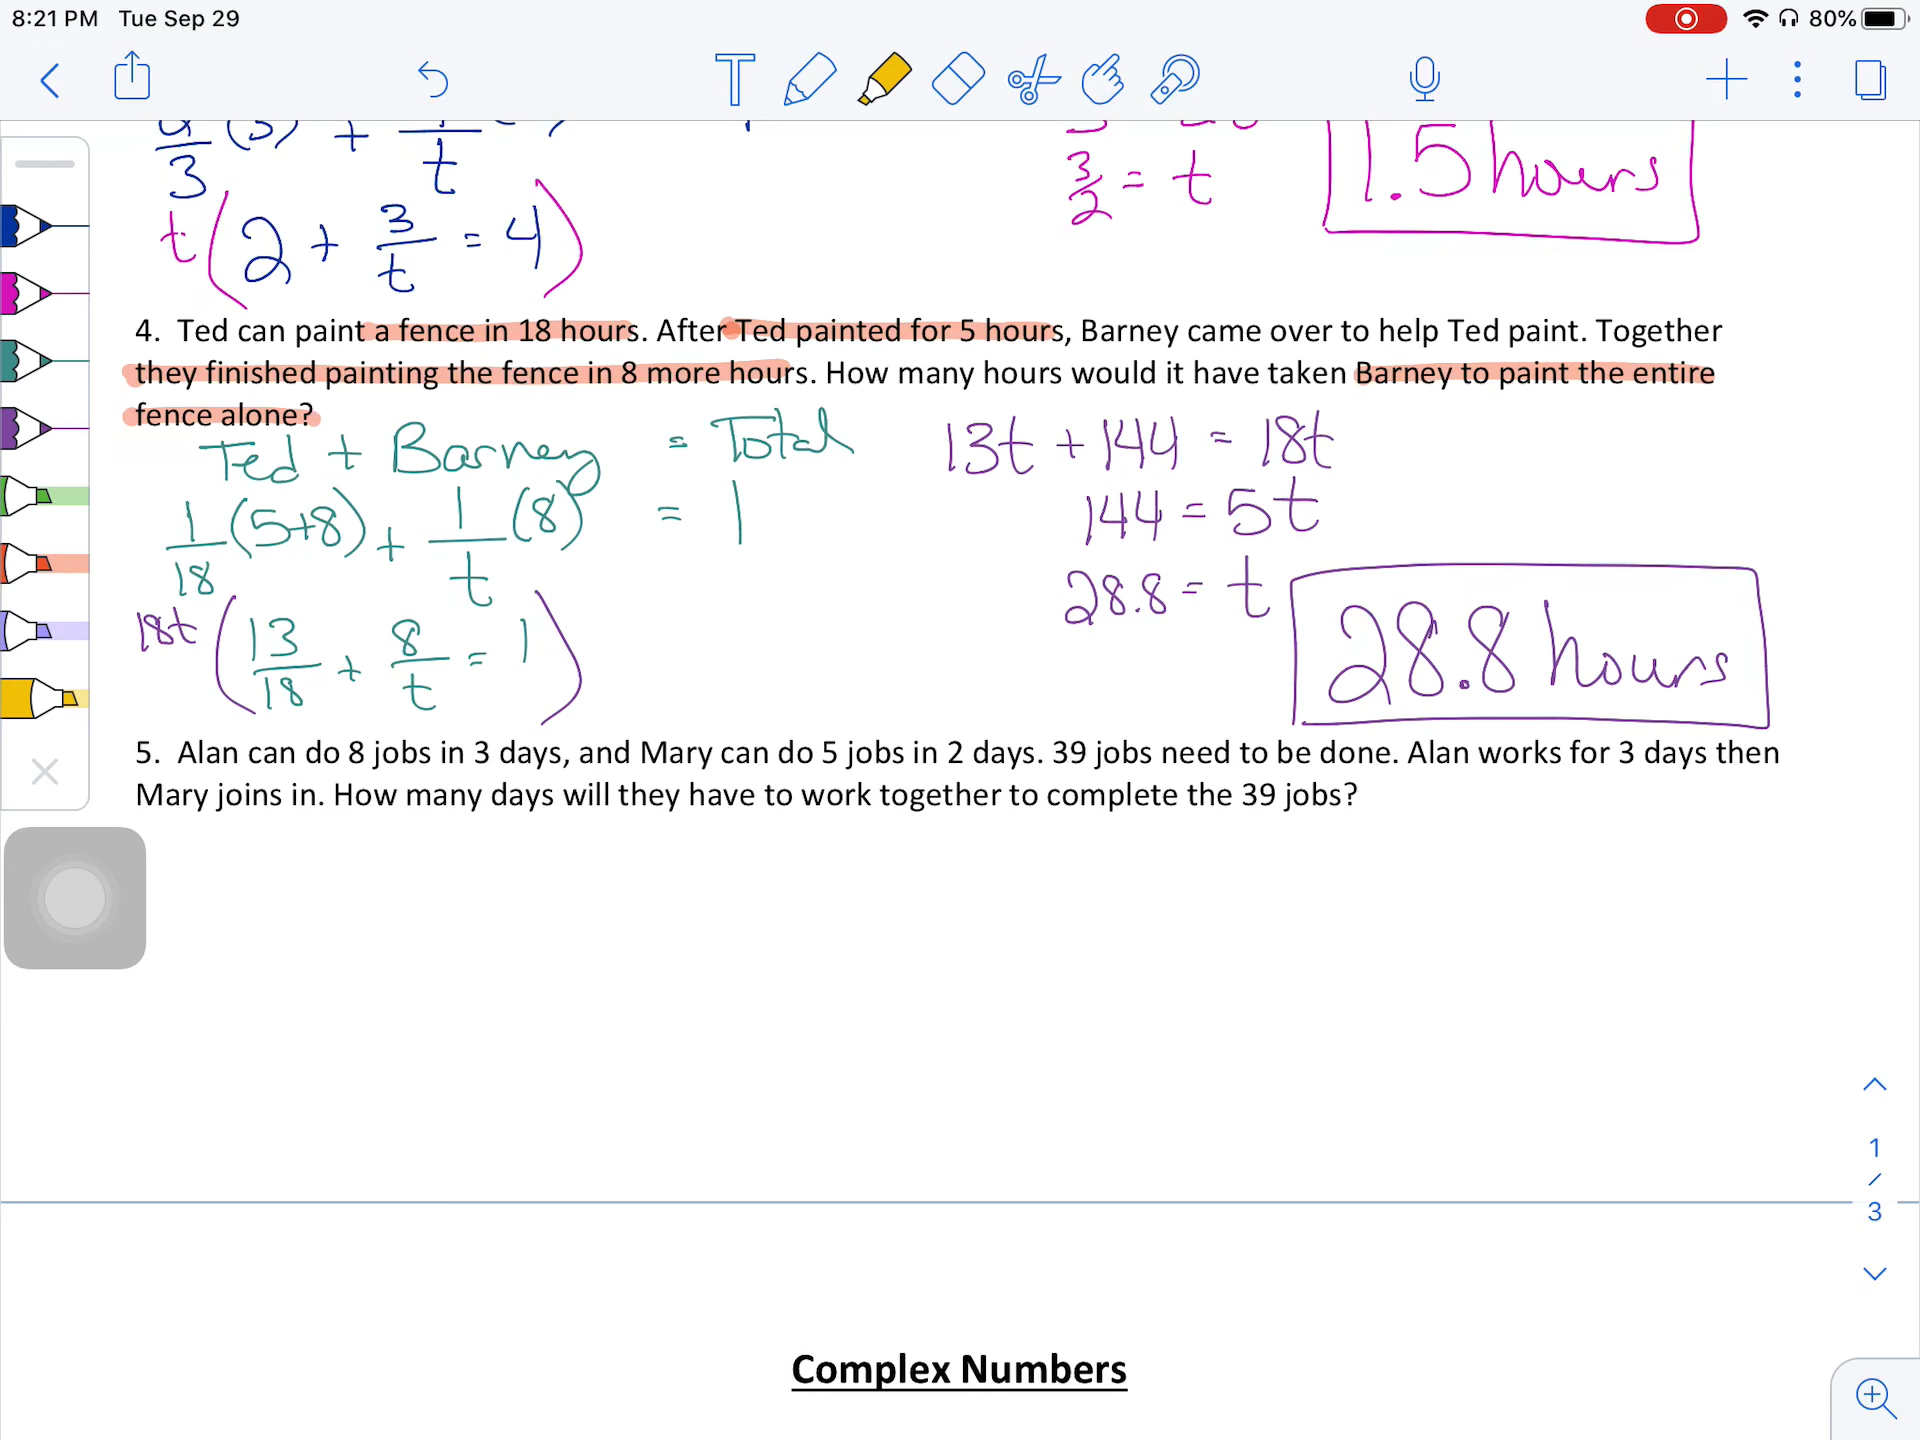 8:21 PM Tue Sep 29 80%
3 (3) + t
3/2 = t
1.5 hours
t(2 + 3/t = 4)
4. Ted can paint a fence in 18 hours. After Ted painted for 5 hours, Barney came over to help Ted paint. Together
they finished painting the fence in 8 more hours. How many hours would it have taken Barney to paint the entire
fence alone?
Ted + Barney = Total
1/18 (5+8) + 1/t (8) = 1
18t(13/18 + 8/t = 1)
13t + 144 = 18t
144 = 5t
28.8 = t
28.8 hours
5. Alan can do 8 jobs in 3 days, and Mary can do 5 jobs in 2 days. 39 jobs need to be done. Alan works for 3 days then
Mary joins in. How many days will they have to work together to complete the 39 jobs?
1
/
3
Complex Numbers